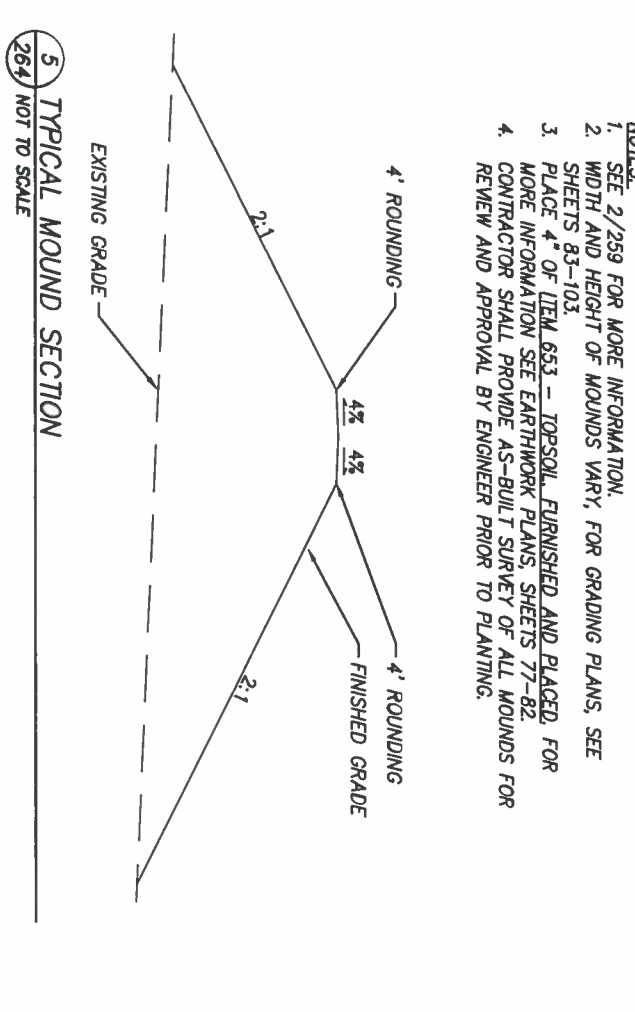 NOTES:
1. SEE 2/259 FOR MORE INFORMATION.
2. WIDTH AND HEIGHT OF MOUNDS VARY, FOR GRADING PLANS, SEE
SHEETS 83-103.
3. PLACE 4" OF ITEM 653 - TOPSOIL, FURNISHED AND PLACED, FOR
MORE INFORMATION SEE EARTHWORK PLANS, SHEETS 77-82.
4. CONTRACTOR SHALL PROVIDE AS-BUILT SURVEY OF ALL MOUNDS FOR
REVIEW AND APPROVAL BY ENGINEER PRIOR TO PLANTING.
4' ROUNDING
4' ROUNDING
4% 4%
FINISHED GRADE
2:1
2:1
EXISTING GRADE
5 TYPICAL MOUND SECTION
264 NOT TO SCALE